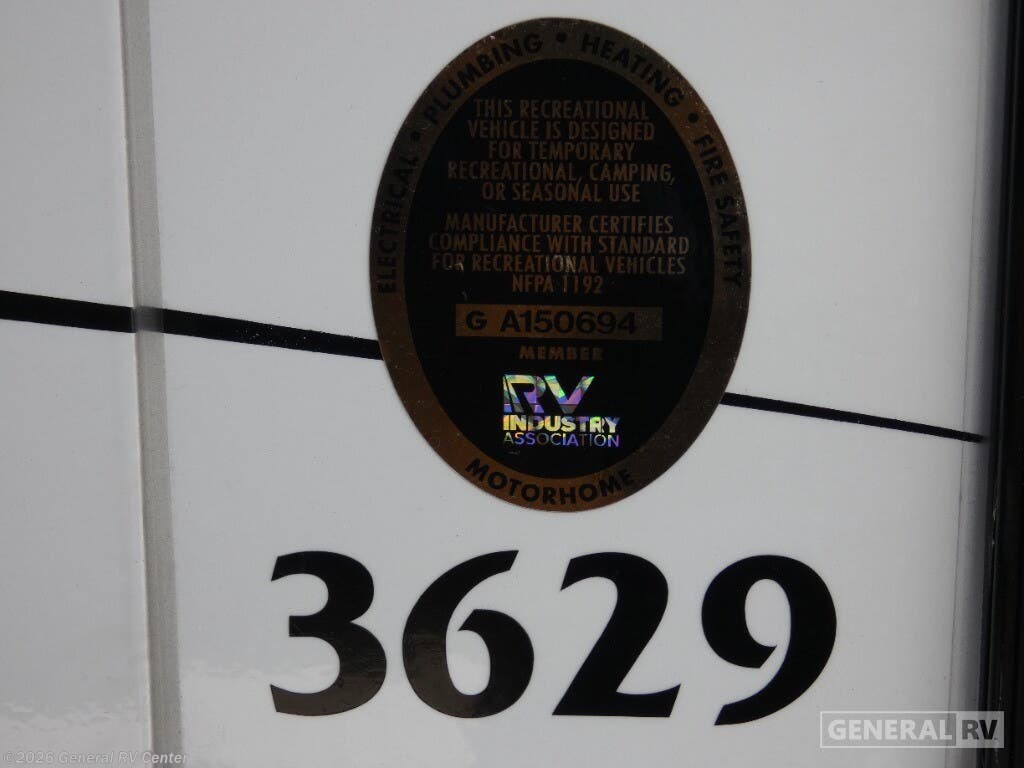 ELECTRICAL • PLUMBING • HEATING • FIRE SAFETY
THIS RECREATIONAL
VEHICLE IS DESIGNED
FOR TEMPORARY
RECREATIONAL, CAMPING,
OR SEASONAL USE
MANUFACTURER CERTIFIES
COMPLIANCE WITH STANDARD
FOR RECREATIONAL VEHICLES
NFPA 1192
G A150694
MEMBER
RV
INDUSTRY
ASSOCIATION
MOTORHOME
3629
GENERAL RV
©2026 General RV Center